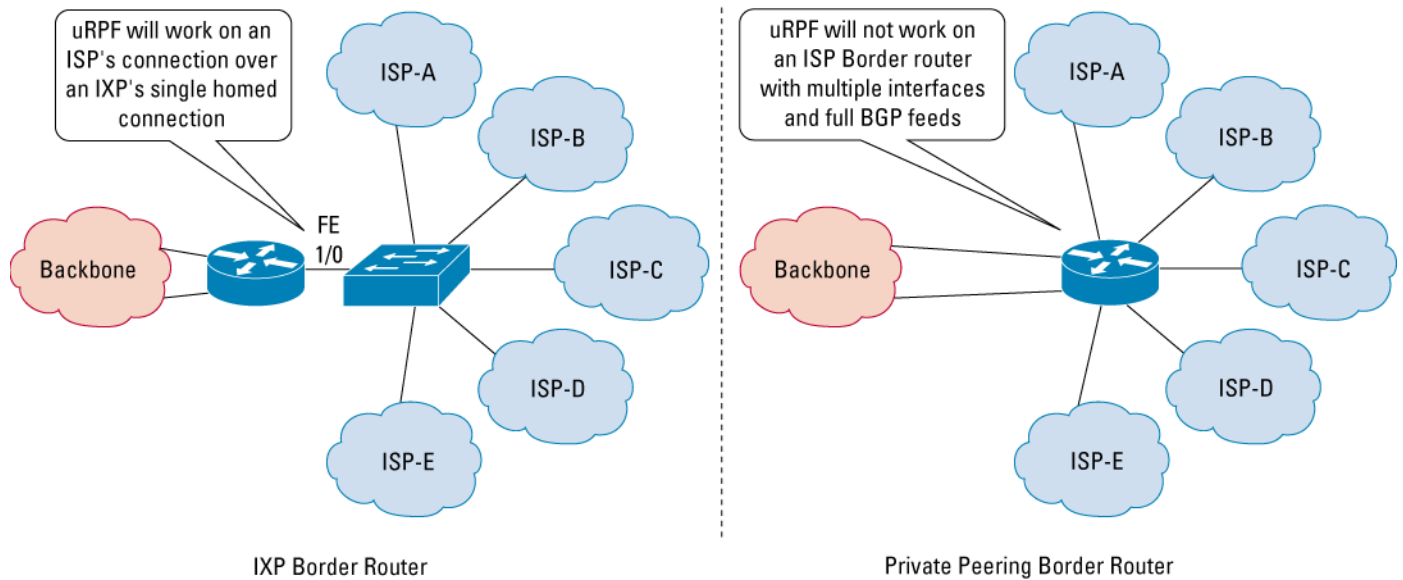 uRPF will work on an
ISP's connection over
an IXP's single homed
connection
ISP-A
ISP-B
FE
1/0
Backbone
ISP-C
ISP-D
ISP-E
IXP Border Router
uRPF will not work on
an ISP Border router
with multiple interfaces
and full BGP feeds
ISP-A
ISP-B
Backbone
ISP-C
ISP-D
ISP-E
Private Peering Border Router